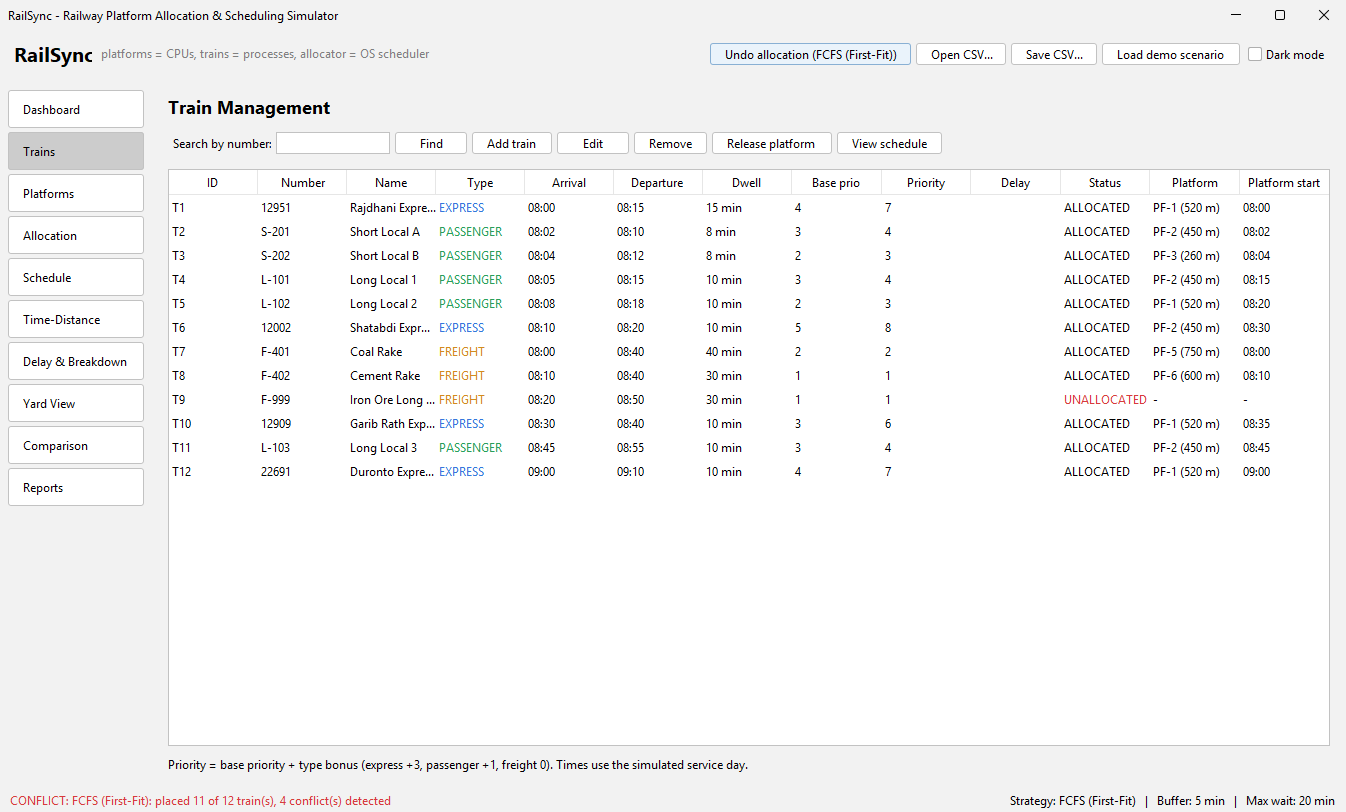 RailSync - Railway Platform Allocation & Scheduling Simulator
RailSync platforms = CPUs, trains = processes, allocator = OS scheduler
Undo allocation (FCFS (First-Fit)) Open CSV... Save CSV... Load demo scenario Dark mode
Dashboard
Trains
Platforms
Allocation
Schedule
Time-Distance
Delay & Breakdown
Yard View
Comparison
Reports
Train Management
Search by number: Find Add train Edit Remove Release platform View schedule
ID Number Name Type Arrival Departure Dwell Base prio Priority Delay Status Platform Platform start
T1 12951 Rajdhani Expre... EXPRESS 08:00 08:15 15 min 4 7 ALLOCATED PF-1 (520 m) 08:00
T2 S-201 Short Local A PASSENGER 08:02 08:10 8 min 3 4 ALLOCATED PF-2 (450 m) 08:02
T3 S-202 Short Local B PASSENGER 08:04 08:12 8 min 2 3 ALLOCATED PF-3 (260 m) 08:04
T4 L-101 Long Local 1 PASSENGER 08:05 08:15 10 min 3 4 ALLOCATED PF-2 (450 m) 08:15
T5 L-102 Long Local 2 PASSENGER 08:08 08:18 10 min 2 3 ALLOCATED PF-1 (520 m) 08:20
T6 12002 Shatabdi Expr... EXPRESS 08:10 08:20 10 min 5 8 ALLOCATED PF-2 (450 m) 08:30
T7 F-401 Coal Rake FREIGHT 08:00 08:40 40 min 2 2 ALLOCATED PF-5 (750 m) 08:00
T8 F-402 Cement Rake FREIGHT 08:10 08:40 30 min 1 1 ALLOCATED PF-6 (600 m) 08:10
T9 F-999 Iron Ore Long ... FREIGHT 08:20 08:50 30 min 1 1 UNALLOCATED - -
T10 12909 Garib Rath Exp... EXPRESS 08:30 08:40 10 min 3 6 ALLOCATED PF-1 (520 m) 08:35
T11 L-103 Long Local 3 PASSENGER 08:45 08:55 10 min 3 4 ALLOCATED PF-2 (450 m) 08:45
T12 22691 Duronto Expre... EXPRESS 09:00 09:10 10 min 4 7 ALLOCATED PF-1 (520 m) 09:00
Priority = base priority + type bonus (express +3, passenger +1, freight 0). Times use the simulated service day.
CONFLICT: FCFS (First-Fit): placed 11 of 12 train(s), 4 conflict(s) detected
Strategy: FCFS (First-Fit) | Buffer: 5 min | Max wait: 20 min